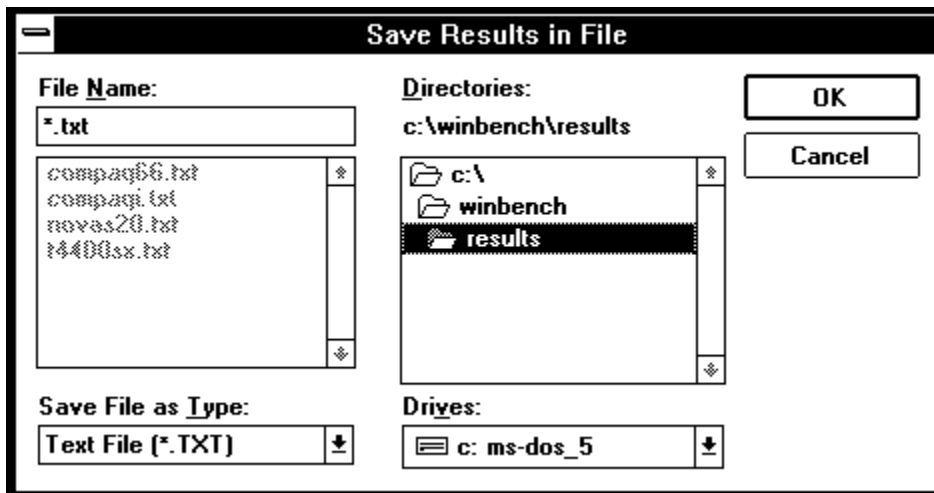 Save Results in File
File Name:
*.txt
compaq66.txt
compaqi.txt
novas20.txt
t4400sx.txt
Save File as Type:
Text File (*.TXT)
Directories:
c:\winbench\results
c:\
winbench
results
Drives:
c: ms-dos_5
OK
Cancel